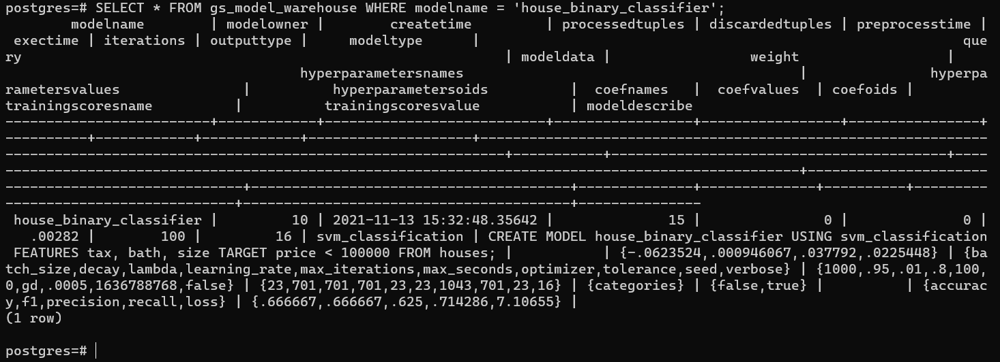 postgres=# SELECT * FROM gs_model_warehouse WHERE modelname = 'house_binary_classifier';
        modelname        | modelowner |        createtime         | processedtuples | discardedtuples | preprocesstime |
 exectime | iterations | outputtype |     modeltype      |                                                           que
ry                                                           | modeldata |                 weight                  |
                                    hyperparametersnames                                         |               hyperpa
rametersvalues               |          hyperparametersoids          |  coefnames   |  coefvalues  | coefoids |
trainingscoresname          |          trainingscoresvalue           | modeldescribe
-------------------------+------------+---------------------------+-----------------+-----------------+----------------+
----------+------------+------------+--------------------+--------------------------------------------------------------
-------------------------------------------------------------+-----------+-----------------------------------------+----
-------------------------------------------------------------------------------------------------+----------------------
-----------------------------+---------------------------------------+--------------+--------------+----------+---------
----------------------------+----------------------------------------+---------------
 house_binary_classifier |         10 | 2021-11-13 15:32:48.35642 |              15 |               0 |              0 |
   .00282 |        100 |         16 | svm_classification | CREATE MODEL house_binary_classifier USING svm_classification
 FEATURES tax, bath, size TARGET price < 100000 FROM houses; |           | {-.0623524,.000946067,.037792,.0225448} | {ba
tch_size,decay,lambda,learning_rate,max_iterations,max_seconds,optimizer,tolerance,seed,verbose} | {1000,.95,.01,.8,100,
0,gd,.0005,1636788768,false} | {23,701,701,701,23,23,1043,701,23,16} | {categories} | {false,true} |          | {accurac
y,f1,precision,recall,loss} | {.666667,.666667,.625,.714286,7.10655} |
(1 row)
postgres=#